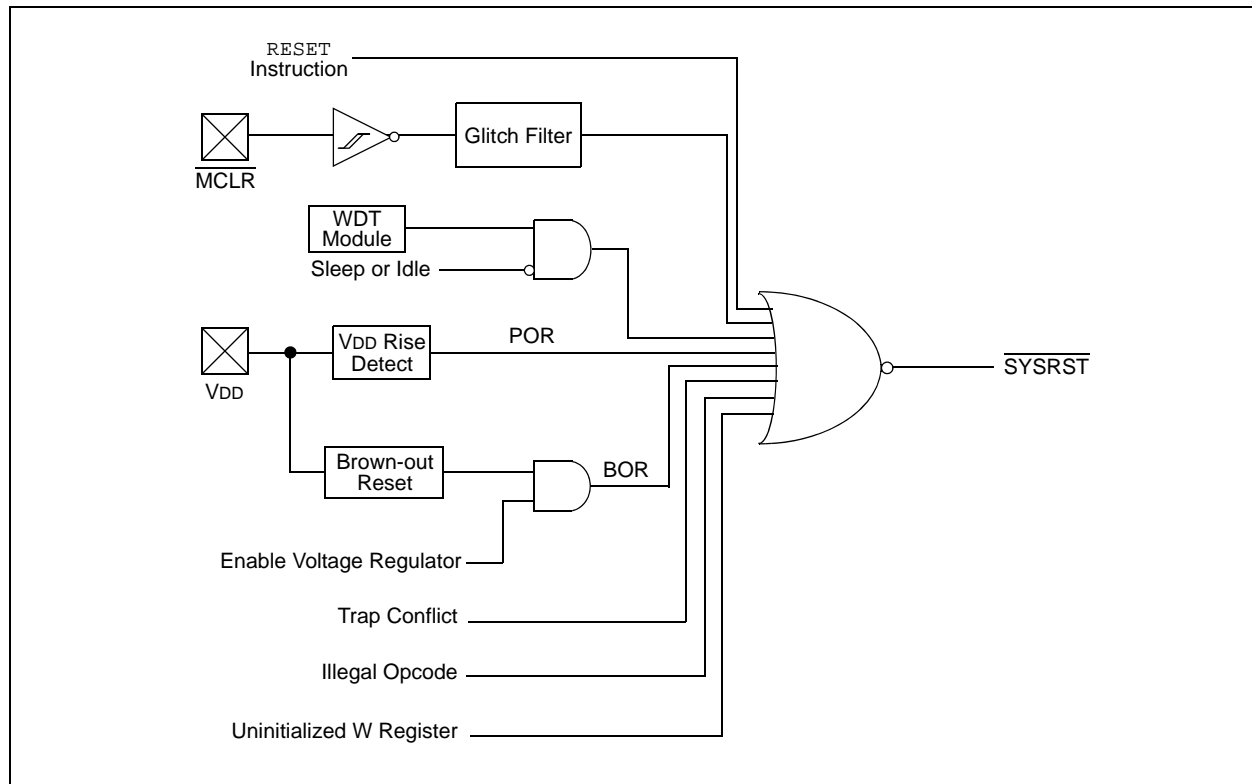 RESET
Instruction
Glitch Filter
MCLR
WDT
Module
Sleep or Idle
VDD Rise
Detect
POR
VDD
SYSRST
Brown-out
Reset
BOR
Enable Voltage Regulator
Trap Conflict
Illegal Opcode
Uninitialized W Register